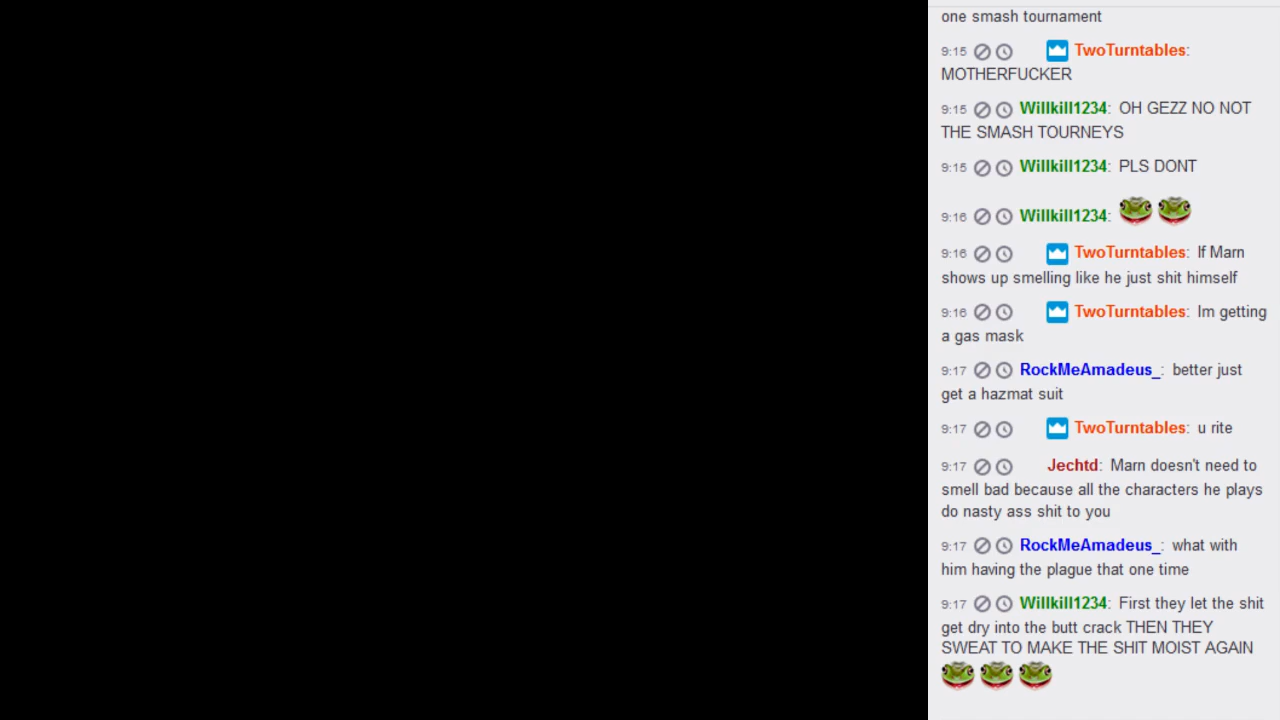 one smash tournament
9:15 TwoTurntables:
MOTHERFUCKER
9:15 Willkill1234: OH GEZZ NO NOT
THE SMASH TOURNEYS
9:15 Willkill1234: PLS DONT
9:16 Willkill1234:
9:16 TwoTurntables: If Marn
shows up smelling like he just shit himself
9:16 TwoTurntables: Im getting
a gas mask
9:17 RockMeAmadeus_: better just
get a hazmat suit
9:17 TwoTurntables: u rite
9:17 Jechtd: Marn doesn't need to
smell bad because all the characters he plays
do nasty ass shit to you
9:17 RockMeAmadeus_: what with
him having the plague that one time
9:17 Willkill1234: First they let the shit
get dry into the butt crack THEN THEY
SWEAT TO MAKE THE SHIT MOIST AGAIN